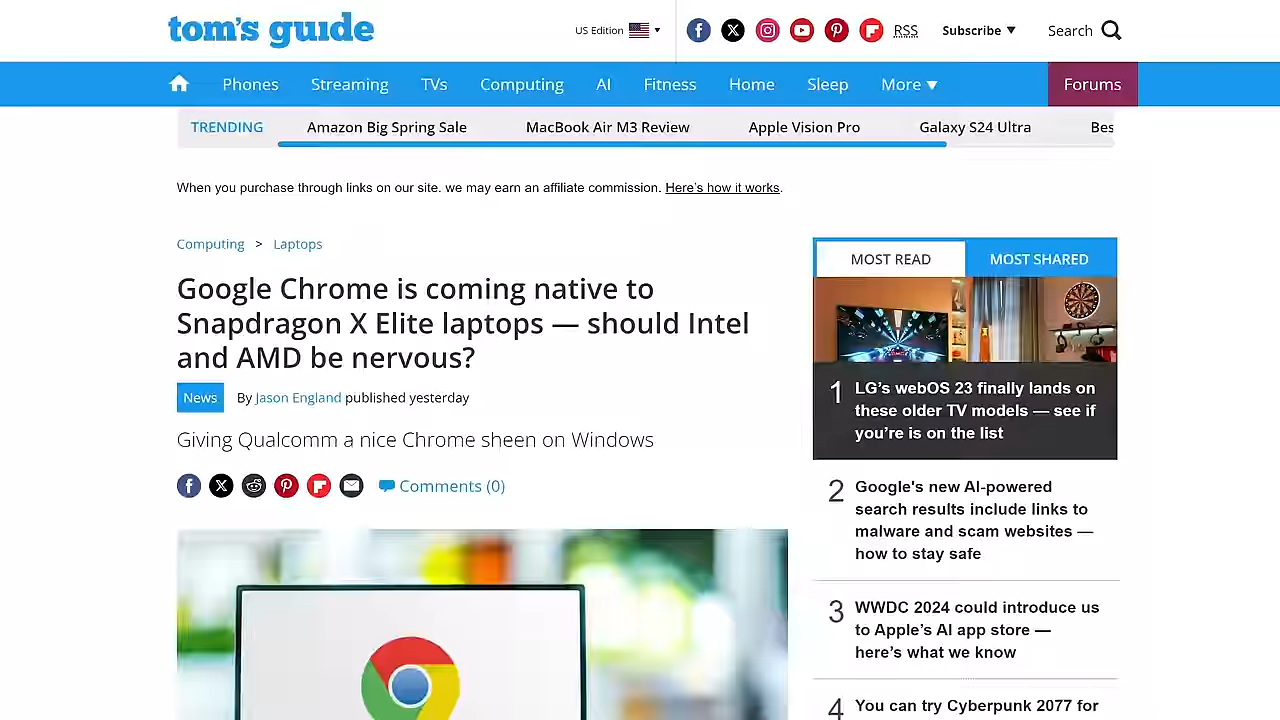 tom's guide
US Edition
RSS
Subscribe
Search
Phones
Streaming
TVs
Computing
AI
Fitness
Home
Sleep
More
Forums
TRENDING
Amazon Big Spring Sale
MacBook Air M3 Review
Apple Vision Pro
Galaxy S24 Ultra
Bes
When you purchase through links on our site. we may earn an affiliate commission. Here's how it works.
Computing > Laptops
Google Chrome is coming native to
Snapdragon X Elite laptops — should Intel
and AMD be nervous?
News
By Jason England published yesterday
Giving Qualcomm a nice Chrome sheen on Windows
Comments (0)
MOST READ
MOST SHARED
1
LG's webOS 23 finally lands on
these older TV models — see if
you're is on the list
2
Google's new AI-powered
search results include links to
malware and scam websites —
how to stay safe
3
WWDC 2024 could introduce us
to Apple's AI app store —
here's what we know
4
You can try Cyberpunk 2077 for